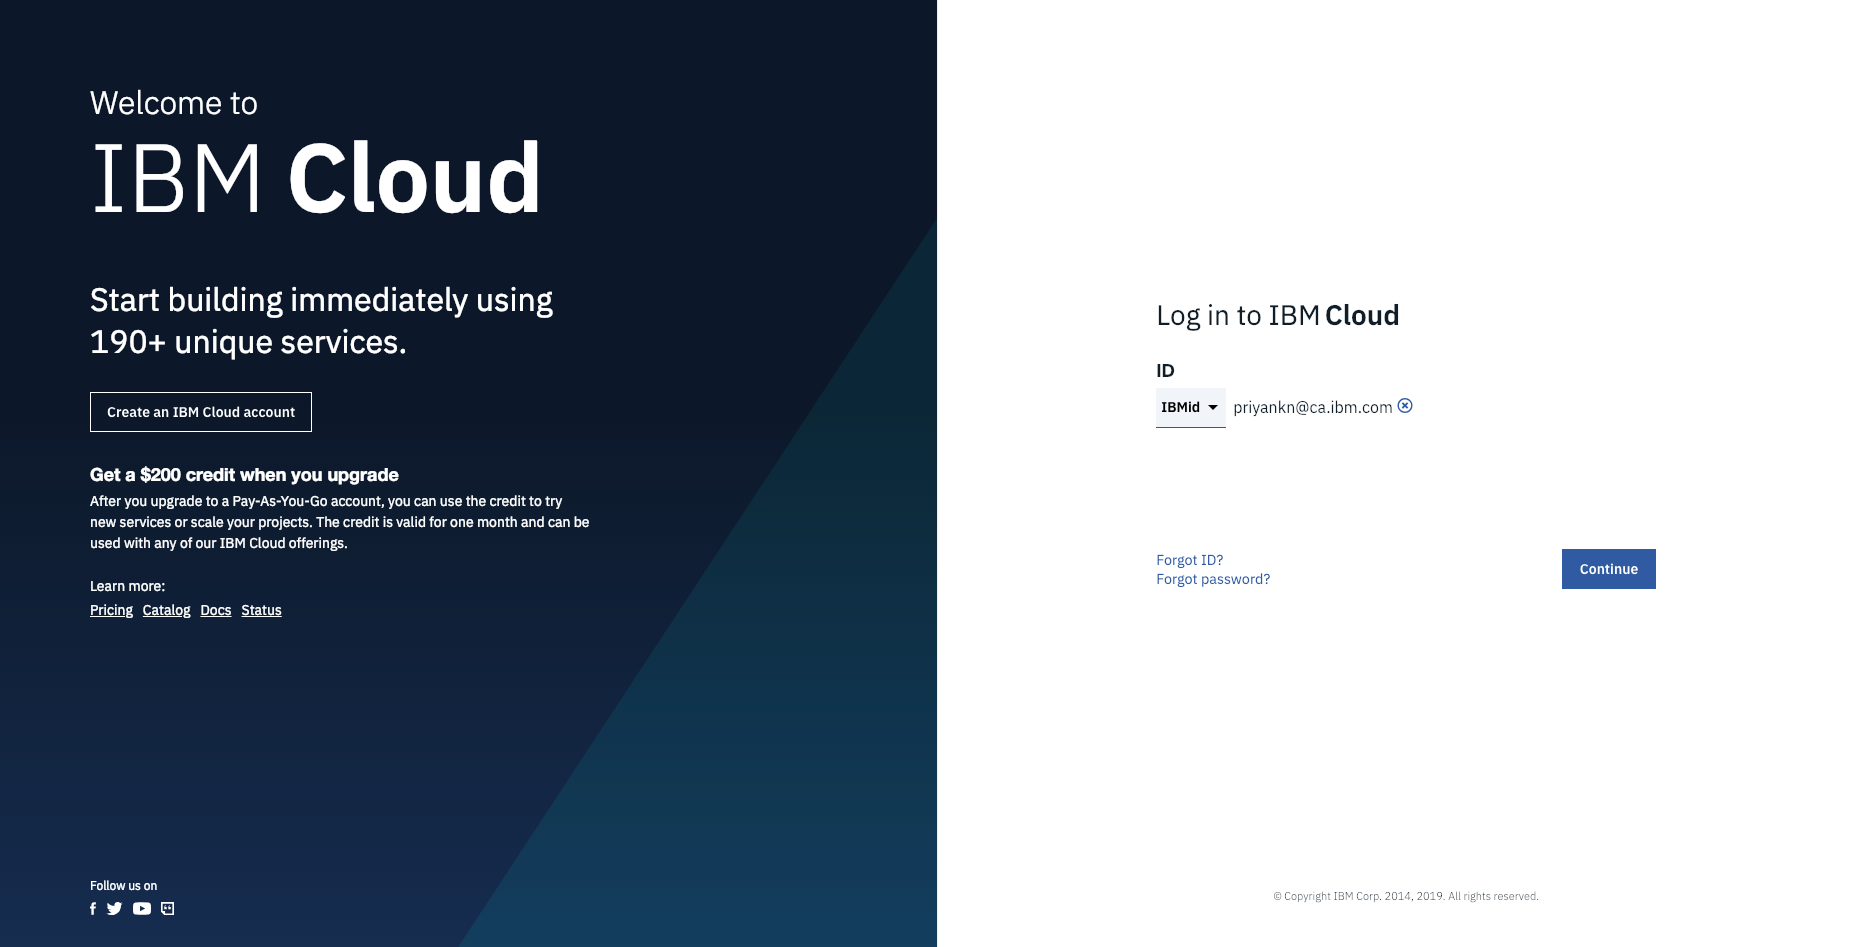 Welcome to
IBM Cloud
Start building immediately using
190+ unique services.
Create an IBM Cloud account
Get a $200 credit when you upgrade
After you upgrade to a Pay-As-You-Go account, you can use the credit to try
new services or scale your projects. The credit is valid for one month and can be
used with any of our IBM Cloud offerings.
Learn more:
Pricing Catalog Docs Status
Follow us on
Log in to IBM Cloud
ID
IBMid priyankn@ca.ibm.com
Forgot ID?
Forgot password?
Continue
© Copyright IBM Corp. 2014, 2019. All rights reserved.